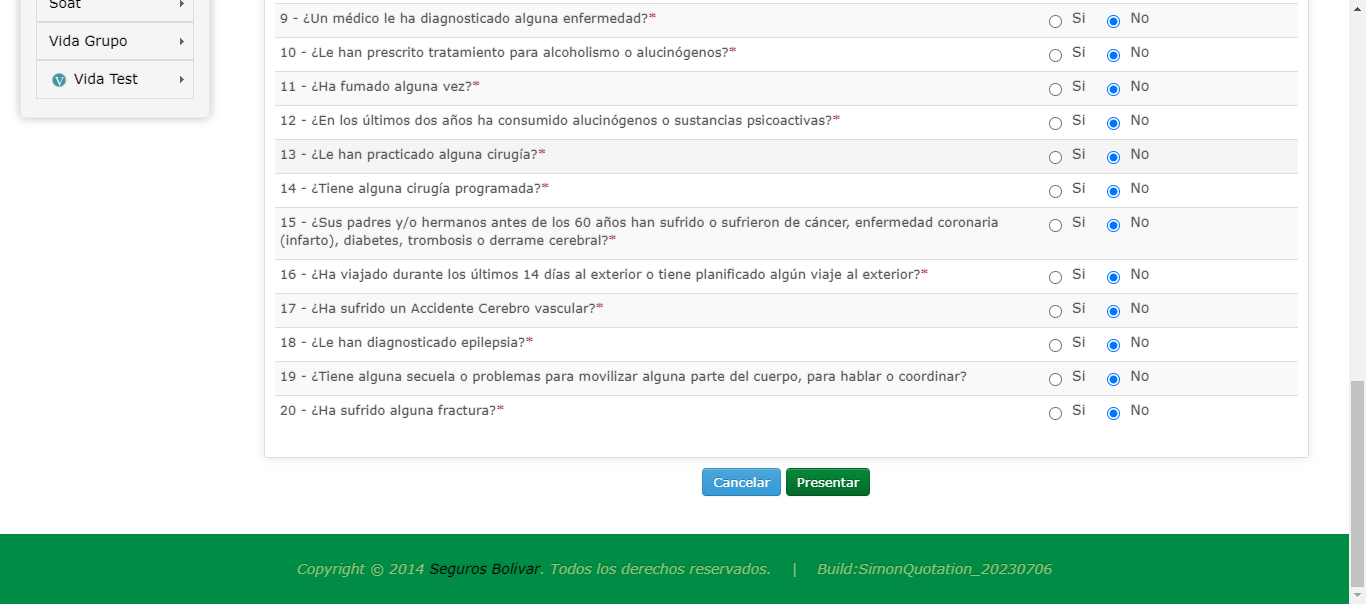 Soat
Vida Grupo
V Vida Test
9 - ¿Un médico le ha diagnosticado alguna enfermedad?* Si No
10 - ¿Le han prescrito tratamiento para alcoholismo o alucinógenos?* Si No
11 - ¿Ha fumado alguna vez?* Si No
12 - ¿En los últimos dos años ha consumido alucinógenos o sustancias psicoactivas?* Si No
13 - ¿Le han practicado alguna cirugía?* Si No
14 - ¿Tiene alguna cirugía programada?* Si No
15 - ¿Sus padres y/o hermanos antes de los 60 años han sufrido o sufrieron de cáncer, enfermedad coronaria Si No
(infarto), diabetes, trombosis o derrame cerebral?*
16 - ¿Ha viajado durante los últimos 14 días al exterior o tiene planificado algún viaje al exterior?* Si No
17 - ¿Ha sufrido un Accidente Cerebro vascular?* Si No
18 - ¿Le han diagnosticado epilepsia?* Si No
19 - ¿Tiene alguna secuela o problemas para movilizar alguna parte del cuerpo, para hablar o coordinar? Si No
20 - ¿Ha sufrido alguna fractura?* Si No
Cancelar Presentar
Copyright © 2014 Seguros Bolivar. Todos los derechos reservados. | Build:SimonQuotation_20230706